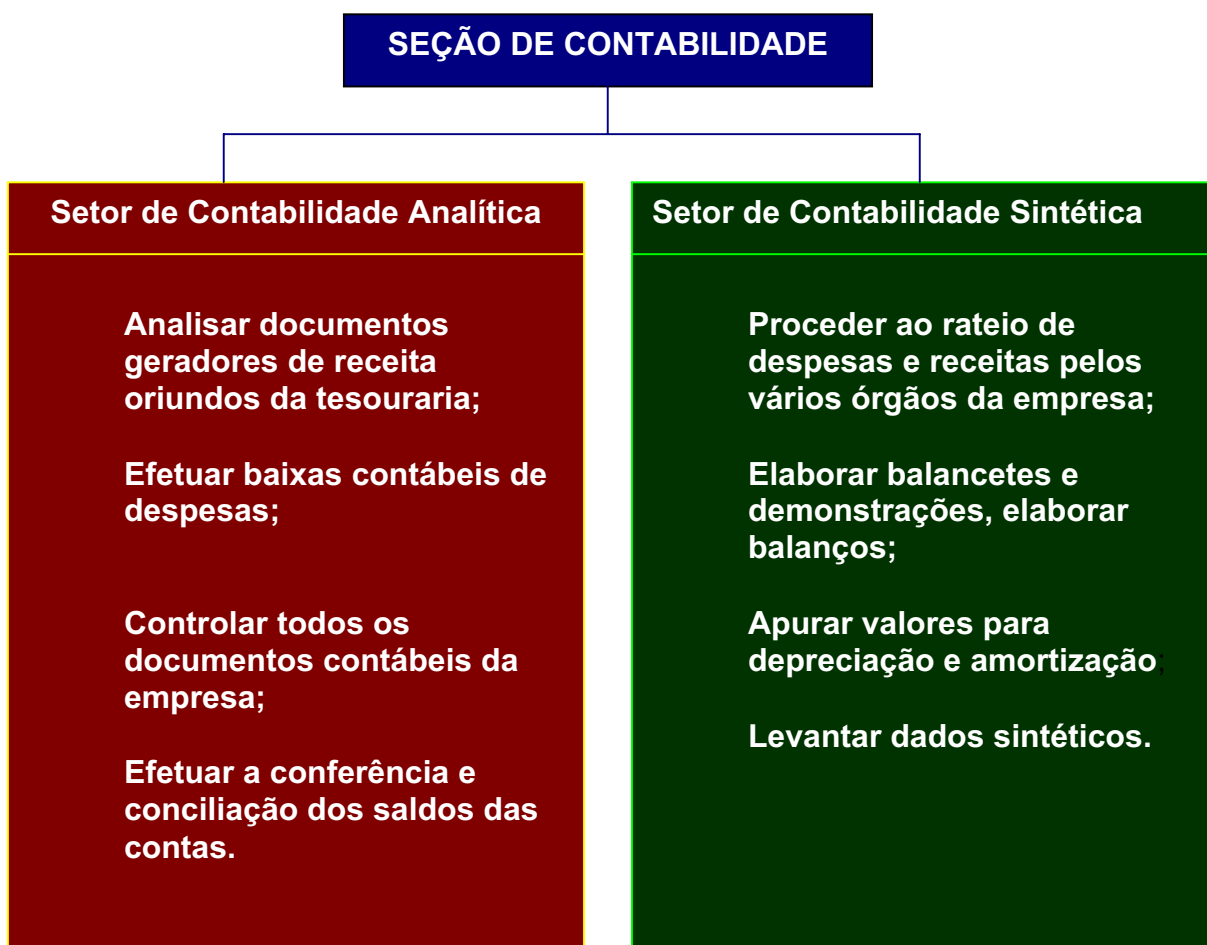 SEÇÃO DE CONTABILIDADE
Setor de Contabilidade Analítica
Analisar documentos
geradores de receita
oriundos da tesouraria;
Efetuar baixas contábeis de
despesas;
Controlar todos os
documentos contábeis da
empresa;
Efetuar a conferência e
conciliação dos saldos das
contas.
Setor de Contabilidade Sintética
Proceder ao rateio de
despesas e receitas pelos
vários órgãos da empresa;
Elaborar balancetes e
demonstrações, elaborar
balanços;
Apurar valores para
depreciação e amortização;
Levantar dados sintéticos.